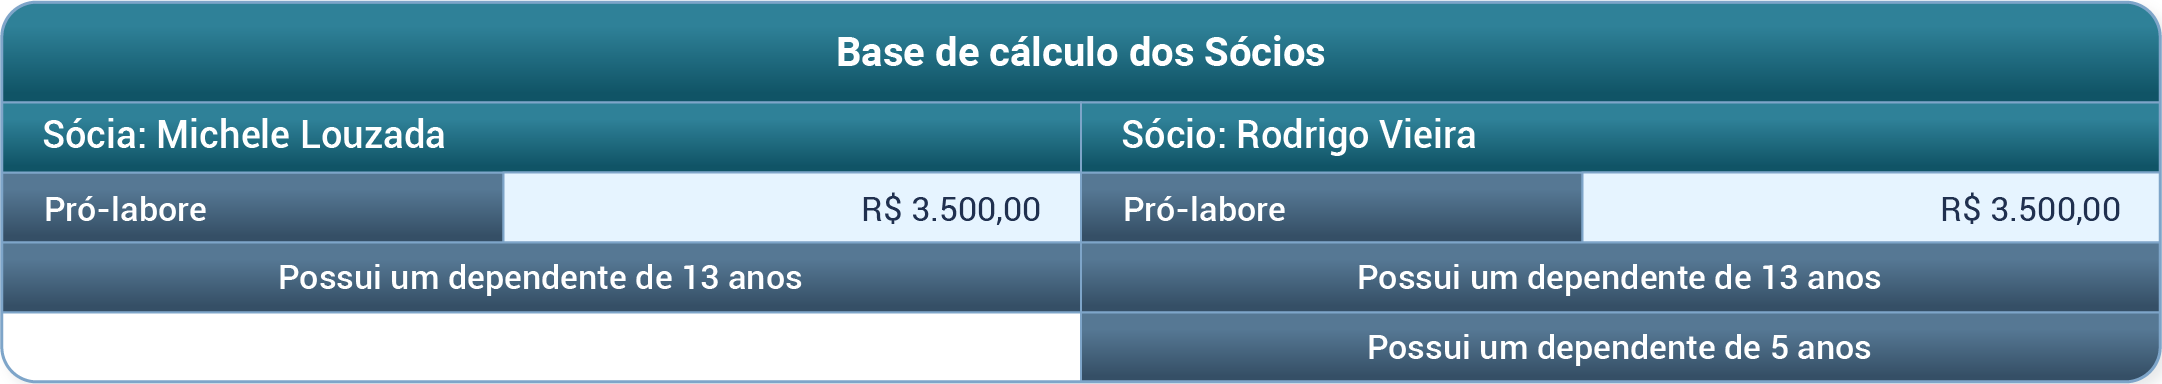 Base de cálculo dos Sócios
Sócia: Michele Louzada
Sócio: Rodrigo Vieira
Pró-labore
R$ 3.500,00
Pró-labore
R$ 3.500,00
Possui um dependente de 13 anos
Possui um dependente de 13 anos
Possui um dependente de 5 anos